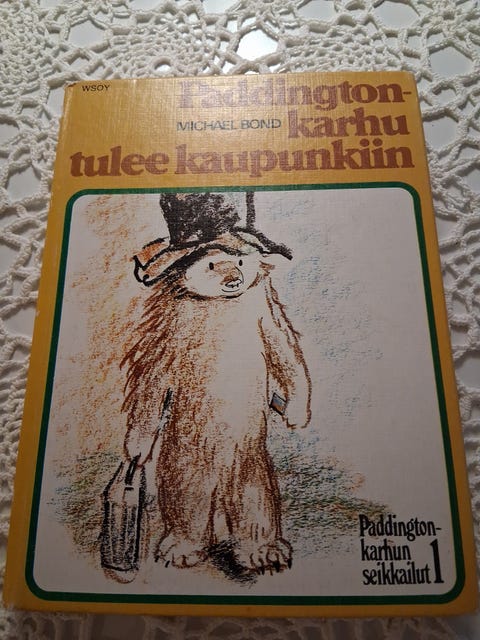 WSOY
Paddington-
MICHAEL BOND karhu
tulee kaupunkiin
Paddington-
karhun
seikkailut 1